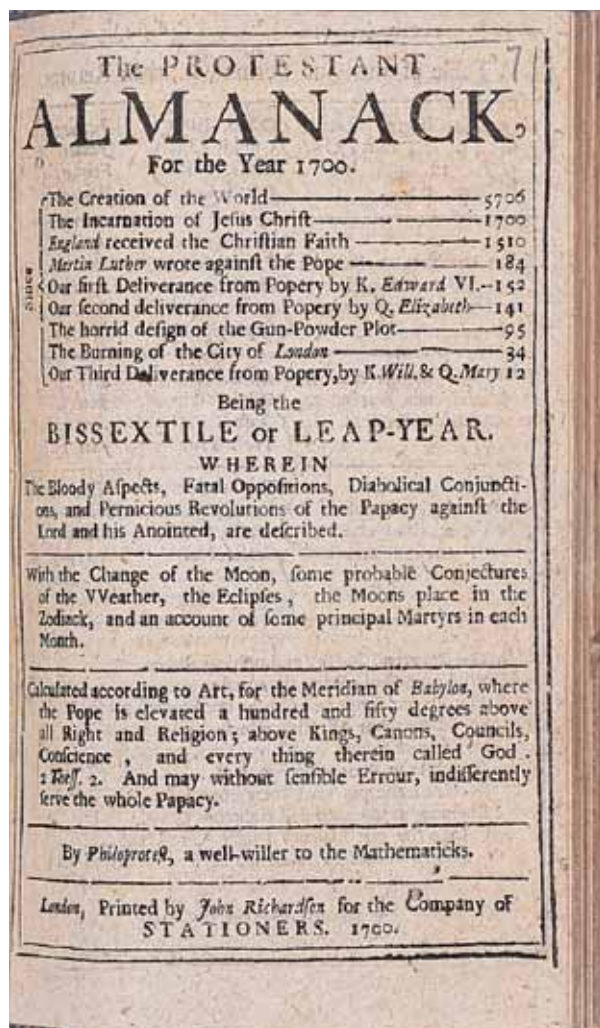 The PROTESTANT 7
ALMANACK,
For the Year 1700.
Since
The Creation of the World 5706
The Incarnation of Jeſus Chriſt 1700
England received the Chriſtian Faith 1510
Martin Luther wrote againſt the Pope 184
Our firſt Deliverance from Popery by K. Edward VI. 152
Our ſecond deliverance from Popery by Q. Elizabeth 141
The horrid deſign of the Gun-Powder Plot 95
The Burning of the City of London 34
Our Third Deliverance from Popery, by K. Will. & Q. Mary 12
Being the
BISSEXTILE or LEAP-YEAR.
WHEREIN
The Bloody Aſpects, Fatal Oppoſitions, Diabolical Conjuncti-
ons, and Pernicious Revolutions of the Papacy againſt the
Lord and his Anointed, are deſcribed.
With the Change of the Moon, ſome probable Conjectures
of the VVeather, the Eclipſes, the Moons place in the
Zodiack, and an account of ſome principal Martyrs in each
Month.
Calculated according to Art, for the Meridian of Babylon, where
the Pope is elevated a hundred and fifty degrees above
all Right and Religion; above Kings, Canons, Councils,
Conſcience, and every thing therein called God.
2 Theſſ. 2. And may without ſenſible Errour, indifferently
ſerve the whole Papacy.
By Philoproteſt, a well-willer to the Mathematicks.
London, Printed by John Richardſon for the Company of
STATIONERS. 1700.